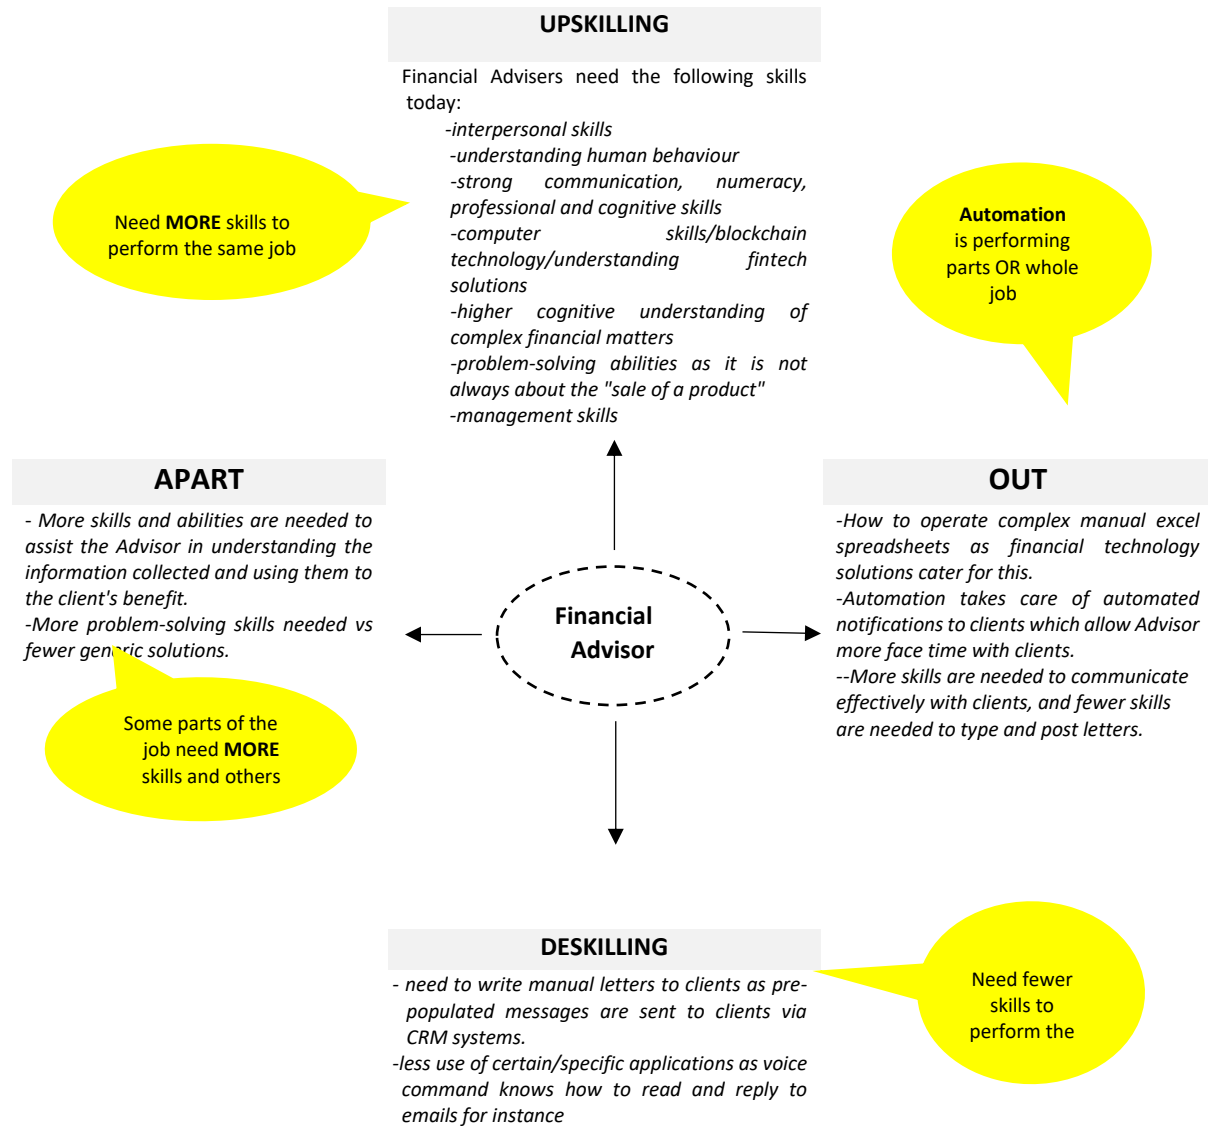 UPSKILLING
Financial Advisers need the following skills
today:
-interpersonal skills
-understanding human behaviour
-strong communication, numeracy,
professional and cognitive skills
-computer skills/blockchain
technology/understanding fintech
solutions
-higher cognitive understanding of
complex financial matters
-problem-solving abilities as it is not
always about the "sale of a product"
-management skills
Need MORE skills to
perform the same job
Automation
is performing
parts OR whole
job
APART
- More skills and abilities are needed to
assist the Advisor in understanding the
information collected and using them to
the client's benefit.
-More problem-solving skills needed vs
fewer generic solutions.
Some parts of the
job need MORE
skills and others
Financial
Advisor
OUT
-How to operate complex manual excel
spreadsheets as financial technology
solutions cater for this.
-Automation takes care of automated
notifications to clients which allow Advisor
more face time with clients.
--More skills are needed to communicate
effectively with clients, and fewer skills
are needed to type and post letters.
DESKILLING
- need to write manual letters to clients as pre-
populated messages are sent to clients via
CRM systems.
-less use of certain/specific applications as voice
command knows how to read and reply to
emails for instance
Need fewer
skills to
perform the